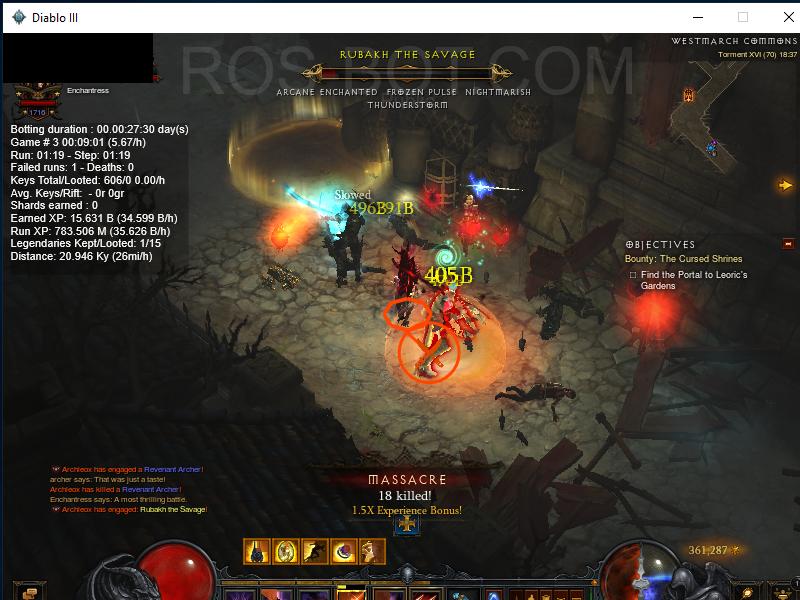 Diablo III
WESTMARCH COMMONS
Torment XVI (70) 18:37
ROS-BOT.COM
RUBAKH THE SAVAGE
ARCANE ENCHANTED FROZEN PULSE NIGHTMARISH
THUNDERSTORM
Enchantress
1716
Botting duration : 00.00:27:30 day(s)
Game # 3 00:09:01 (5.67/h)
Run: 01:19 - Step: 01:19
Failed runs: 1 - Deaths: 0
Keys Total/Looted: 606/0 0.00/h
Avg. Keys/Rift: - 0r 0gr
Shards earned : 0
Earned XP: 15.631 B (34.599 B/h)
Run XP: 783.506 M (35.626 B/h)
Legendaries Kept/Looted: 1/15
Distance: 20.946 Ky (26mi/h)
Slowed
496B
91B
405B
OBJECTIVES
Bounty: The Cursed Shrines
Find the Portal to Leoric's
Gardens
Archleox has engaged a Revenant Archer!
archer says: That was just a taste!
Archleox has killed a Revenant Archer!
Enchantress says: A most thrilling battle.
Archleox has engaged: Rubakh the Savage!
MASSACRE
18 killed!
1.5X Experience Bonus!
361,287